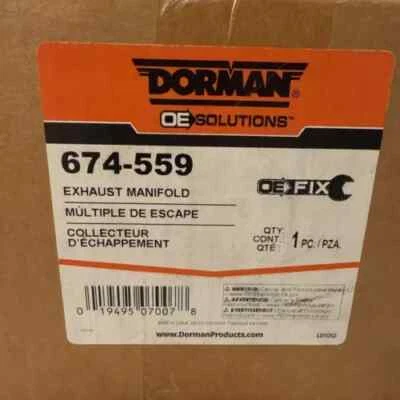 DORMAN®
OE SOLUTIONS™
674-559
EXHAUST MANIFOLD
MÚLTIPLE DE ESCAPE
COLLECTEUR
D'ÉCHAPPEMENT
OE FIX
QTY.
CONT. 1 PC./PZA.
QTÉ
0 19495 07007 8
www.DormanProducts.com